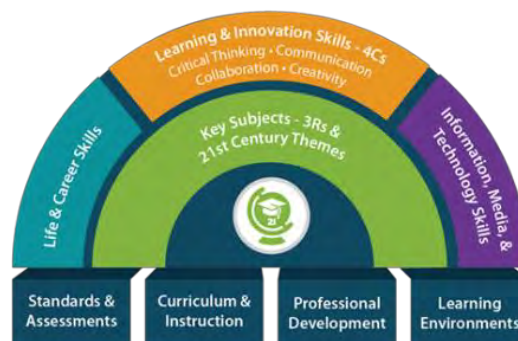 Learning & Innovation Skills - 4Cs
Critical Thinking • Communication
Collaboration • Creativity
Life & Career Skills
Key Subjects - 3Rs &
21st Century Themes
Information, Media, &
Technology Skills
21
Standards &
Assessments
Curriculum &
Instruction
Professional
Development
Learning
Environments